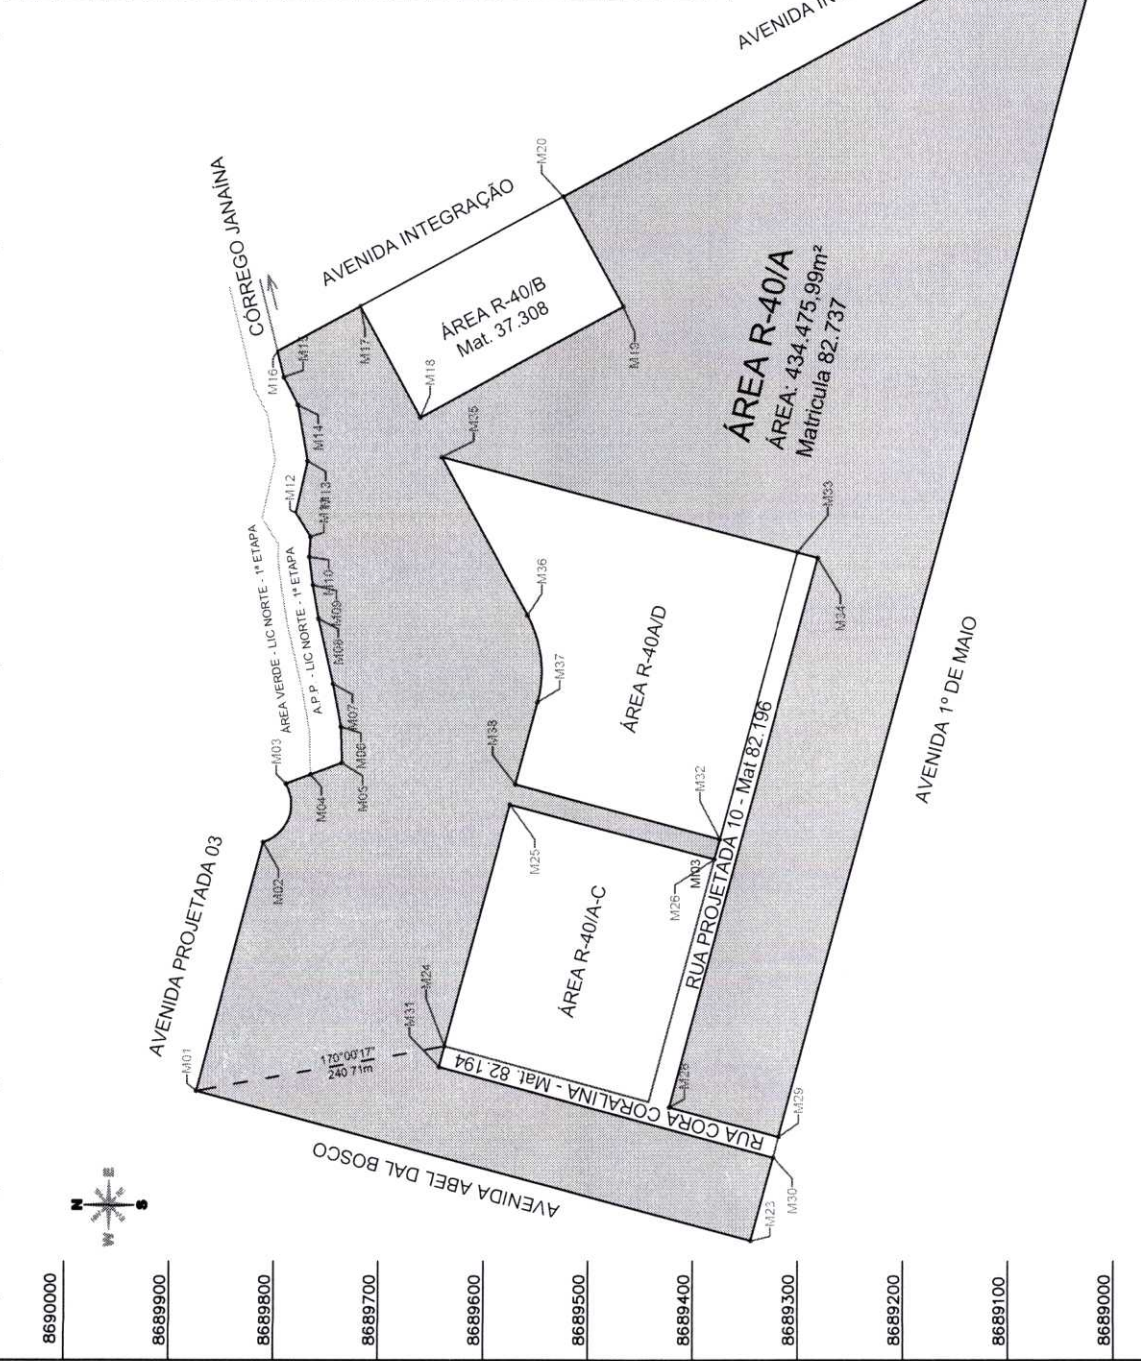 AVENIDA IN
CÓRREGO JANAÍNA
AVENIDA INTEGRAÇÃO
M20
M16
M15
M17
ÁREA R-40/B
Mat. 37.308
M18
M19
M35
M14
M12
M13
M10
M09
M08
M07
M06
M05
M04
M03
ÁREA VERDE - LIC NORTE - 1ª ETAPA
A.P.P - LIC NORTE - 1ª ETAPA
ÁREA R-40/A
ÁREA: 434.475,99m²
Matricula 82.737
M33
M34
M36
M37
M38
ÁREA R-40A/D
M32
AVENIDA 1º DE MAIO
AVENIDA PROJETADA 03
M02
M01
M25
M26
MI03
RUA PROJETADA 10 - Mat 82.196
ÁREA R-40/A-C
M24
M31
170°00'17"
240 71m
RUA CORA CORALINA - Mat. 82.194
M28
M29
M30
M23
AVENIDA ABEL DAL BOSCO
N
E
S
W
8690000
8689900
8689800
8689700
8689600
8689500
8689400
8689300
8689200
8689100
8689000